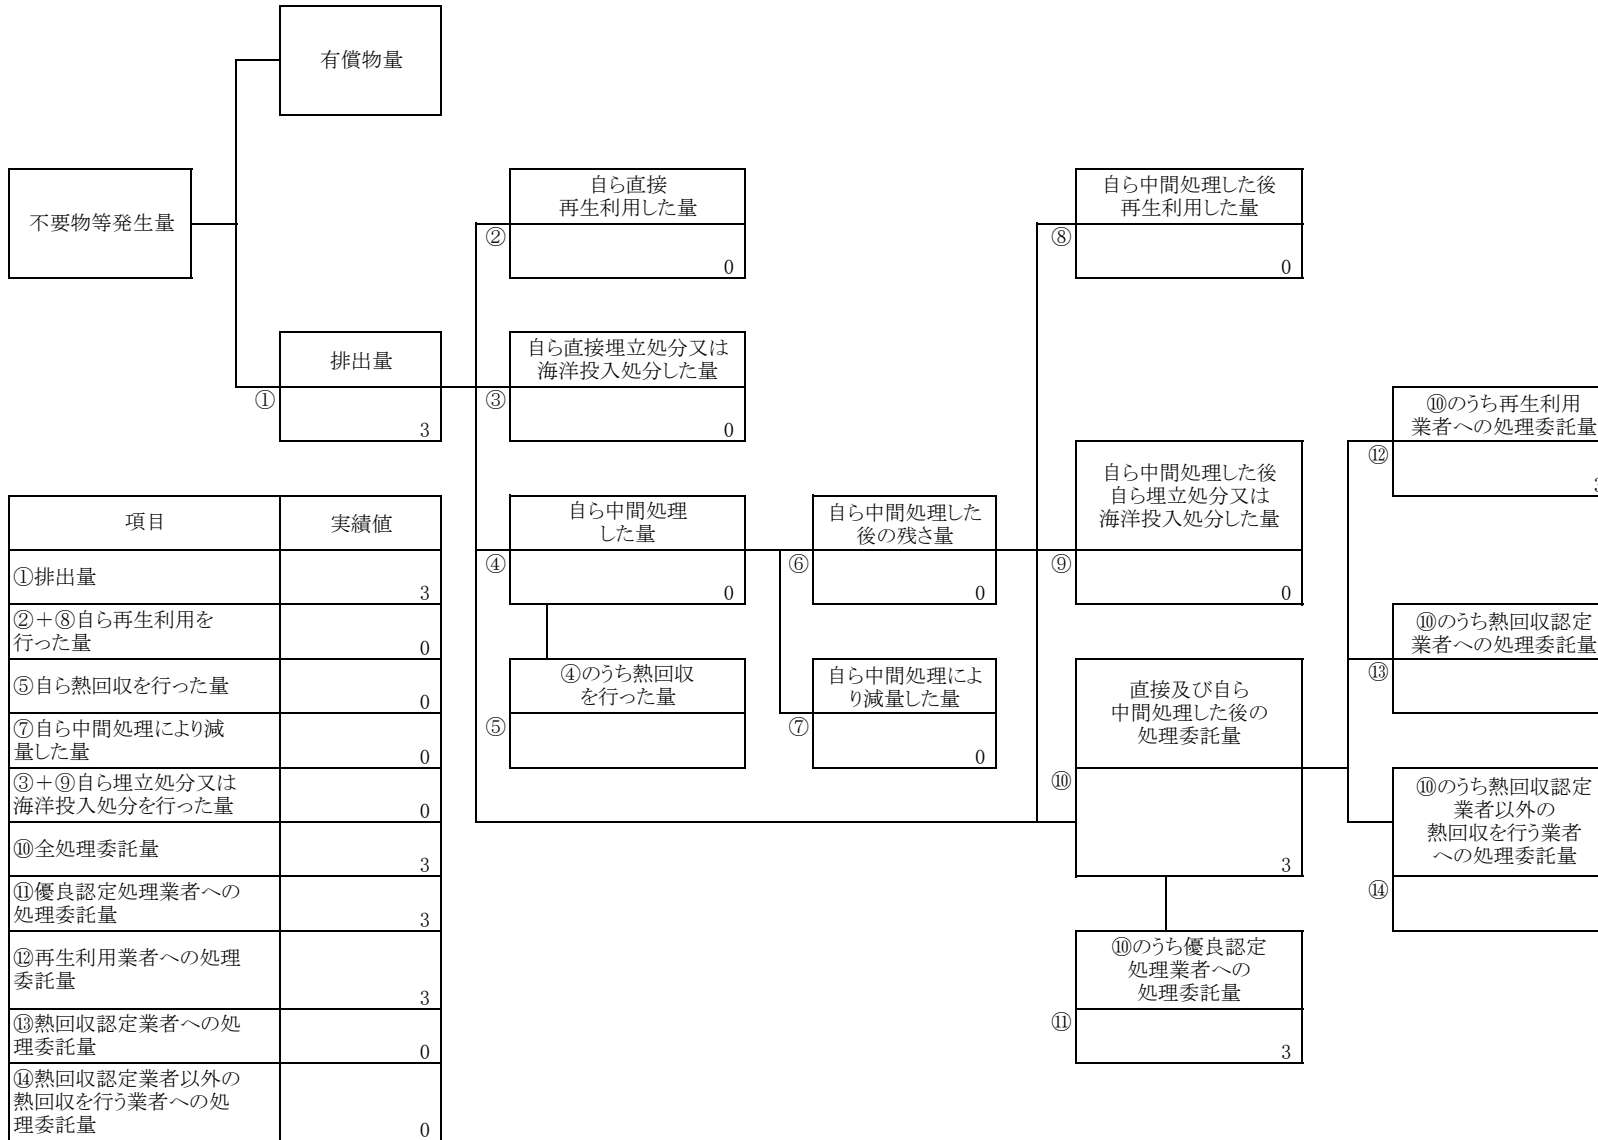 有償物量
不要物等発生量
排出量
①
3
自ら直接
再生利用した量
②
0
自ら直接埋立処分又は
海洋投入処分した量
③
0
自ら中間処理
した量
④
0
④のうち熱回収
を行った量
⑤
自ら中間処理した
後の残さ量
⑥
0
自ら中間処理によ
り減量した量
⑦
0
自ら中間処理した後
再生利用した量
⑧
0
自ら中間処理した後
自ら埋立処分又は
海洋投入処分した量
⑨
0
直接及び自ら
中間処理した後の
処理委託量
⑩
3
⑩のうち優良認定
処理業者への
処理委託量
⑪
3
⑩のうち再生利用
業者への処理委託量
⑫
⑩のうち熱回収認定
業者への処理委託量
⑬
⑩のうち熱回収認定
業者以外の
熱回収を行う業者
への処理委託量
⑭
項目 実績値
①排出量 3
②+⑧自ら再生利用を
行った量 0
⑤自ら熱回収を行った量 0
⑦自ら中間処理により減
量した量 0
③+⑨自ら埋立処分又は
海洋投入処分を行った量 0
⑩全処理委託量 3
⑪優良認定処理業者への
処理委託量 3
⑫再生利用業者への処理
委託量 3
⑬熱回収認定業者への処
理委託量 0
⑭熱回収認定業者以外の
熱回収を行う業者への処
理委託量 0